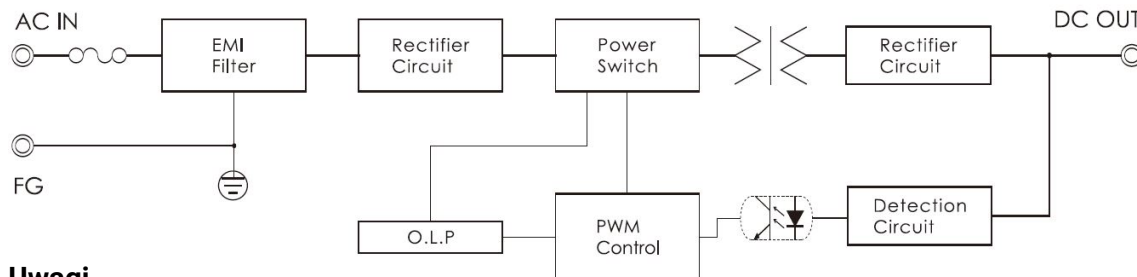 AC IN
DC OUT
EMI
Filter
Rectifier
Circuit
Power
Switch
Rectifier
Circuit
FG
O.L.P
PWM
Control
Detection
Circuit
Uwagi